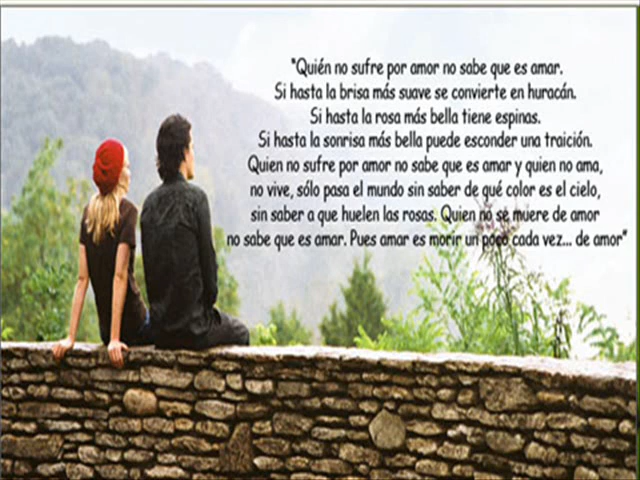 "Quién no sufre por amor no sabe que es amar.
Si hasta la brisa más suave se convierte en huracán.
Si hasta la rosa más bella tiene espinas.
Si hasta la sonrisa más bella puede esconder una traición.
Quien no sufre por amor no sabe que es amar y quien no ama,
no vive, sólo pasa el mundo sin saber de qué color es el cielo,
sin saber a que huelen las rosas. Quien no se muere de amor
no sabe que es amar. Pues amar es morir un poco cada vez... de amor"